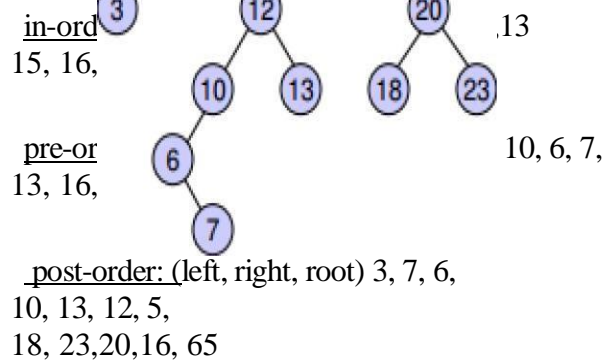 3 12 20
in-ord ,13
15, 16,
10 13 18 23
pre-or 6 10, 6, 7,
13, 16,
7
post-order: (left, right, root) 3, 7, 6,
10, 13, 12, 5,
18, 23,20,16, 65